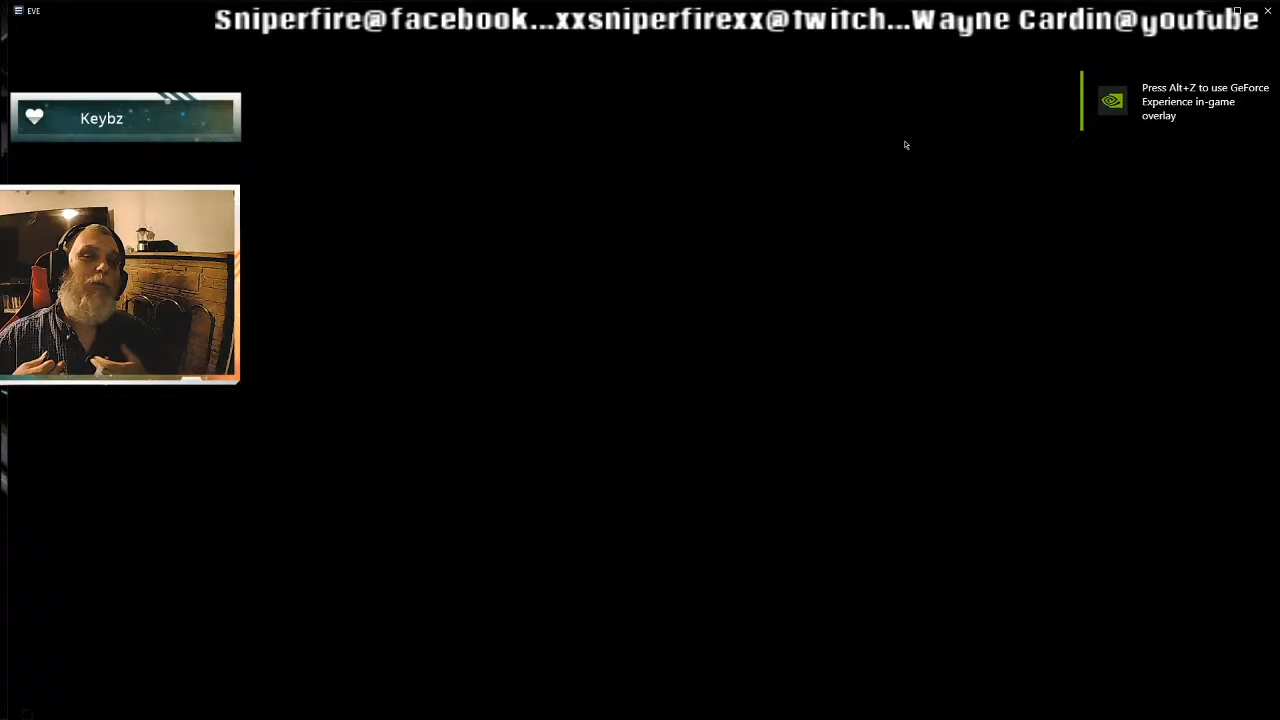 EVE
Sniperfire@facebook...xxsniperfirexx@twitch...Wayne Cardin@youtube
Keybz
Press Alt+Z to use GeForce
Experience in-game
overlay